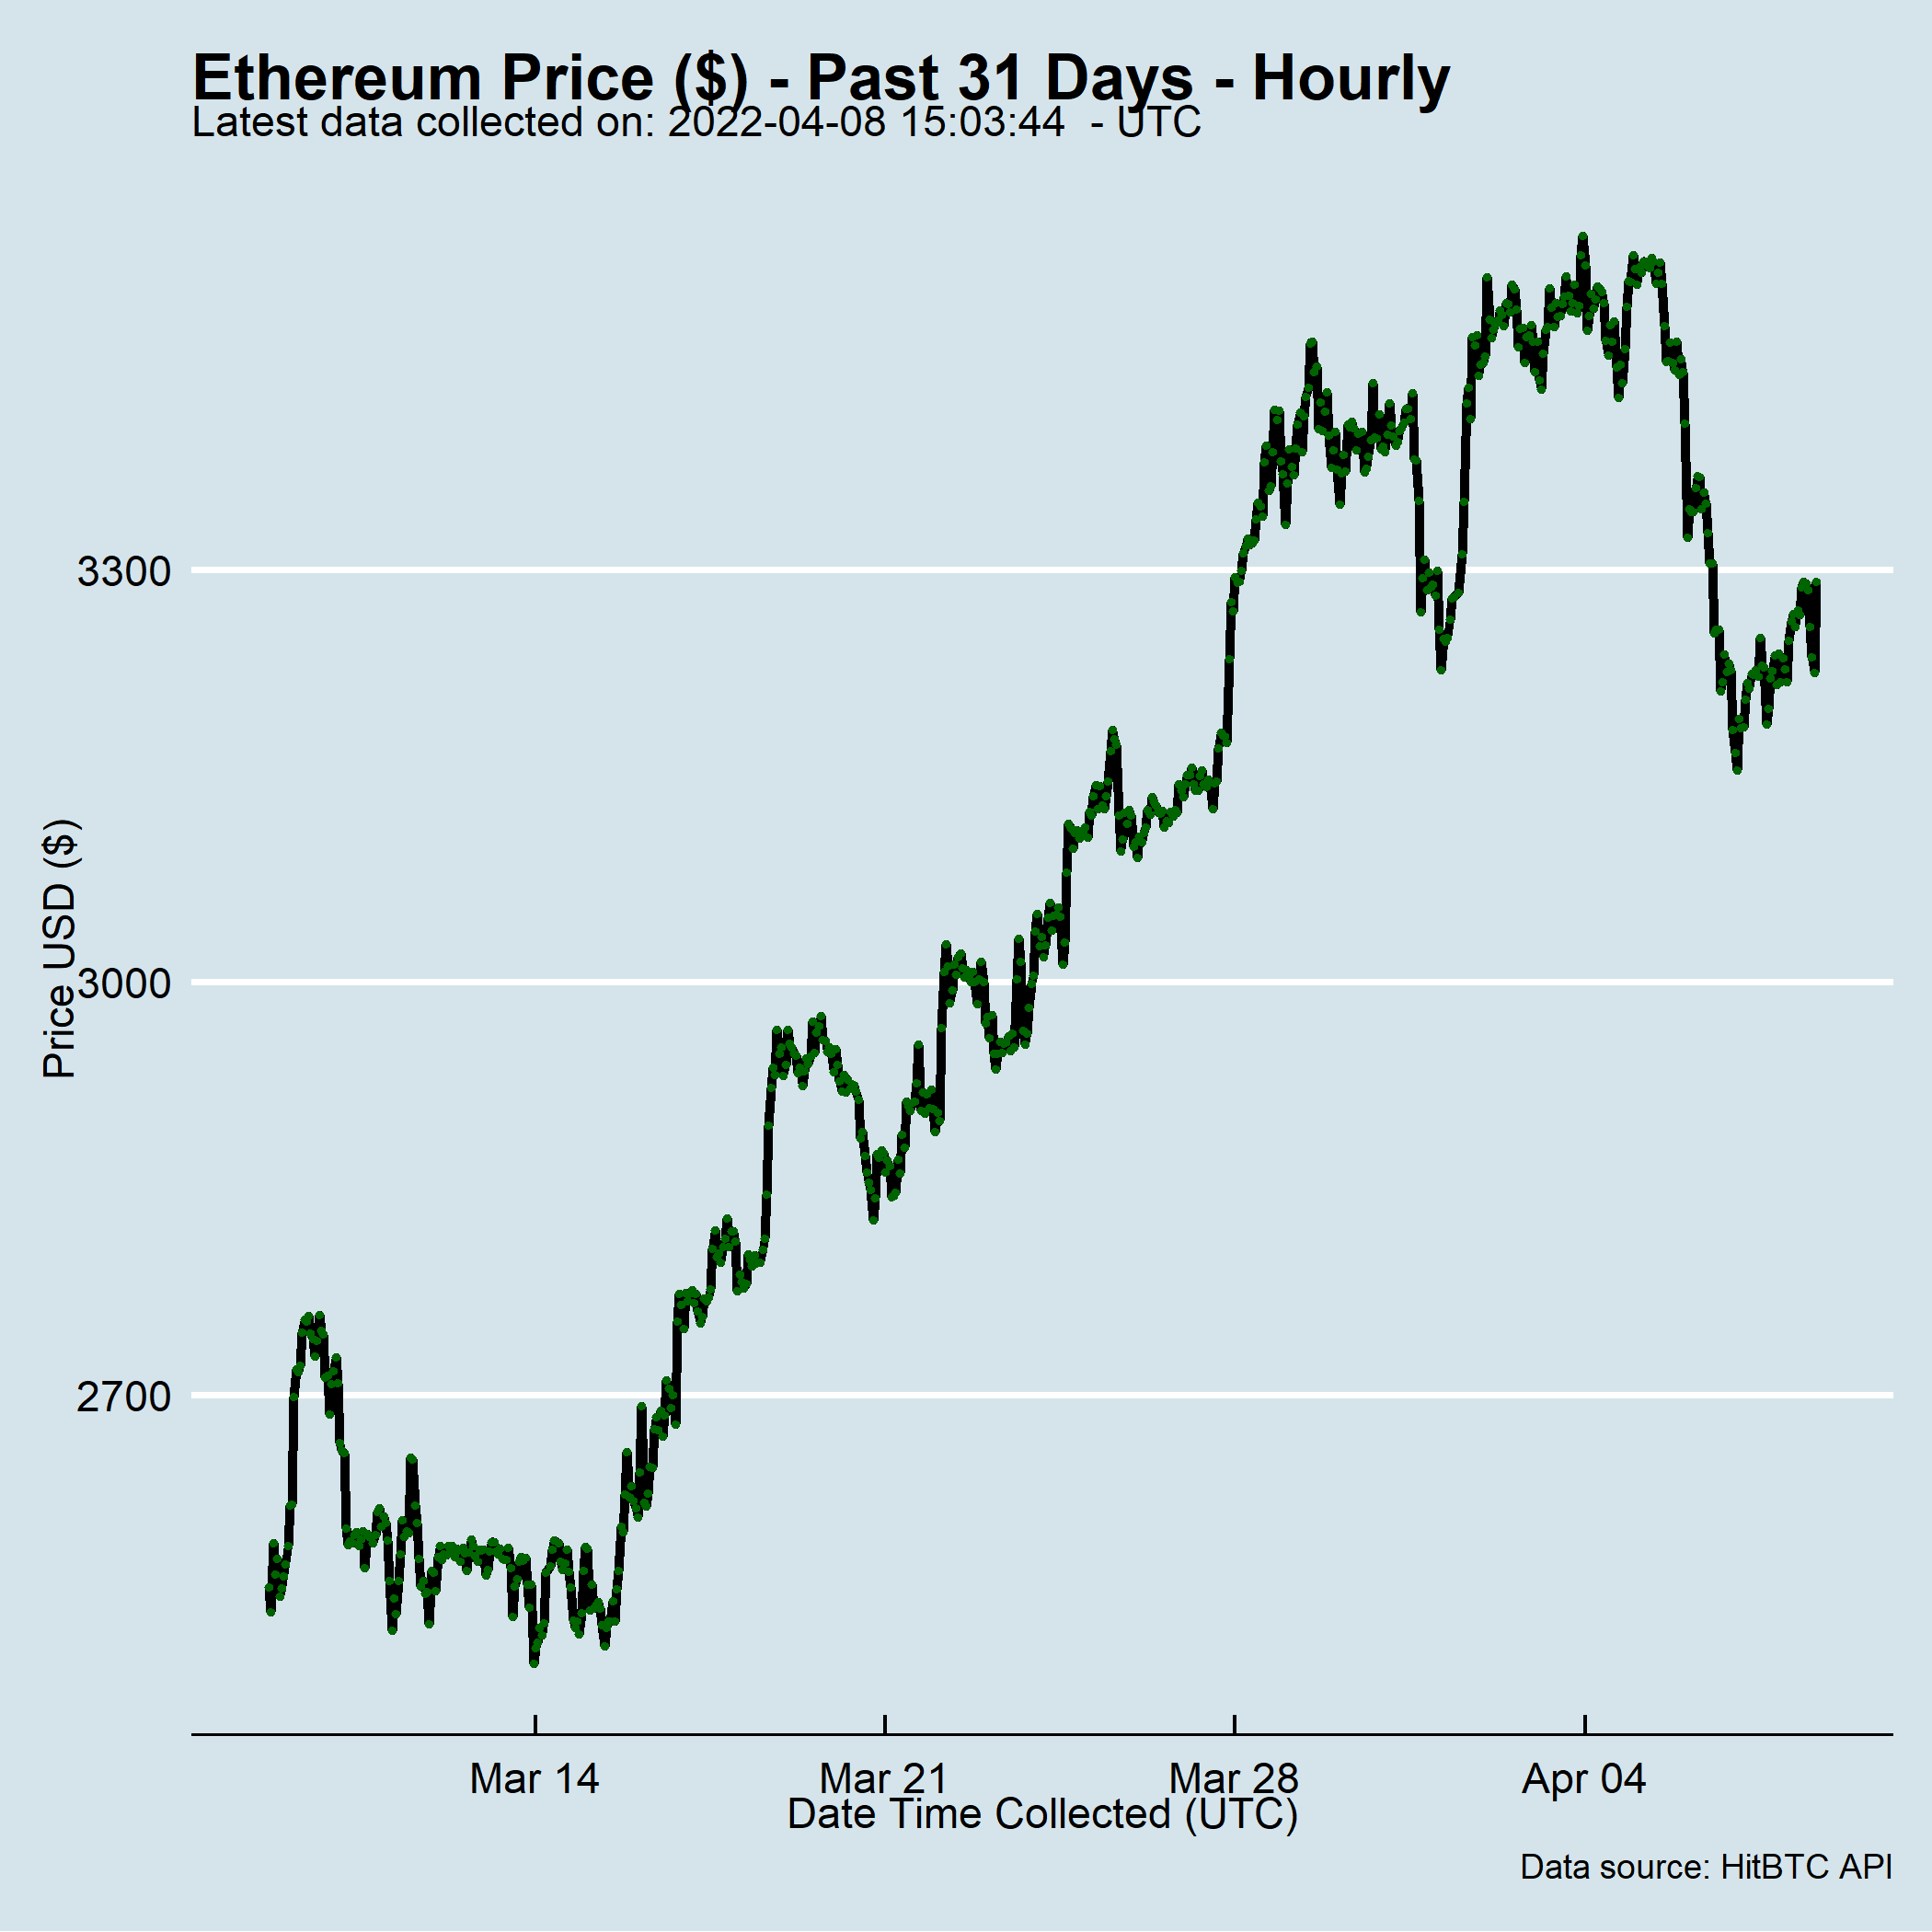 Ethereum Price ($) - Past 31 Days - Hourly
Latest data collected on: 2022-04-08 15:03:44  - UTC
3300
3000
2700
Price USD ($)
Mar 14
Mar 21
Mar 28
Apr 04
Date Time Collected (UTC)
Data source: HitBTC API